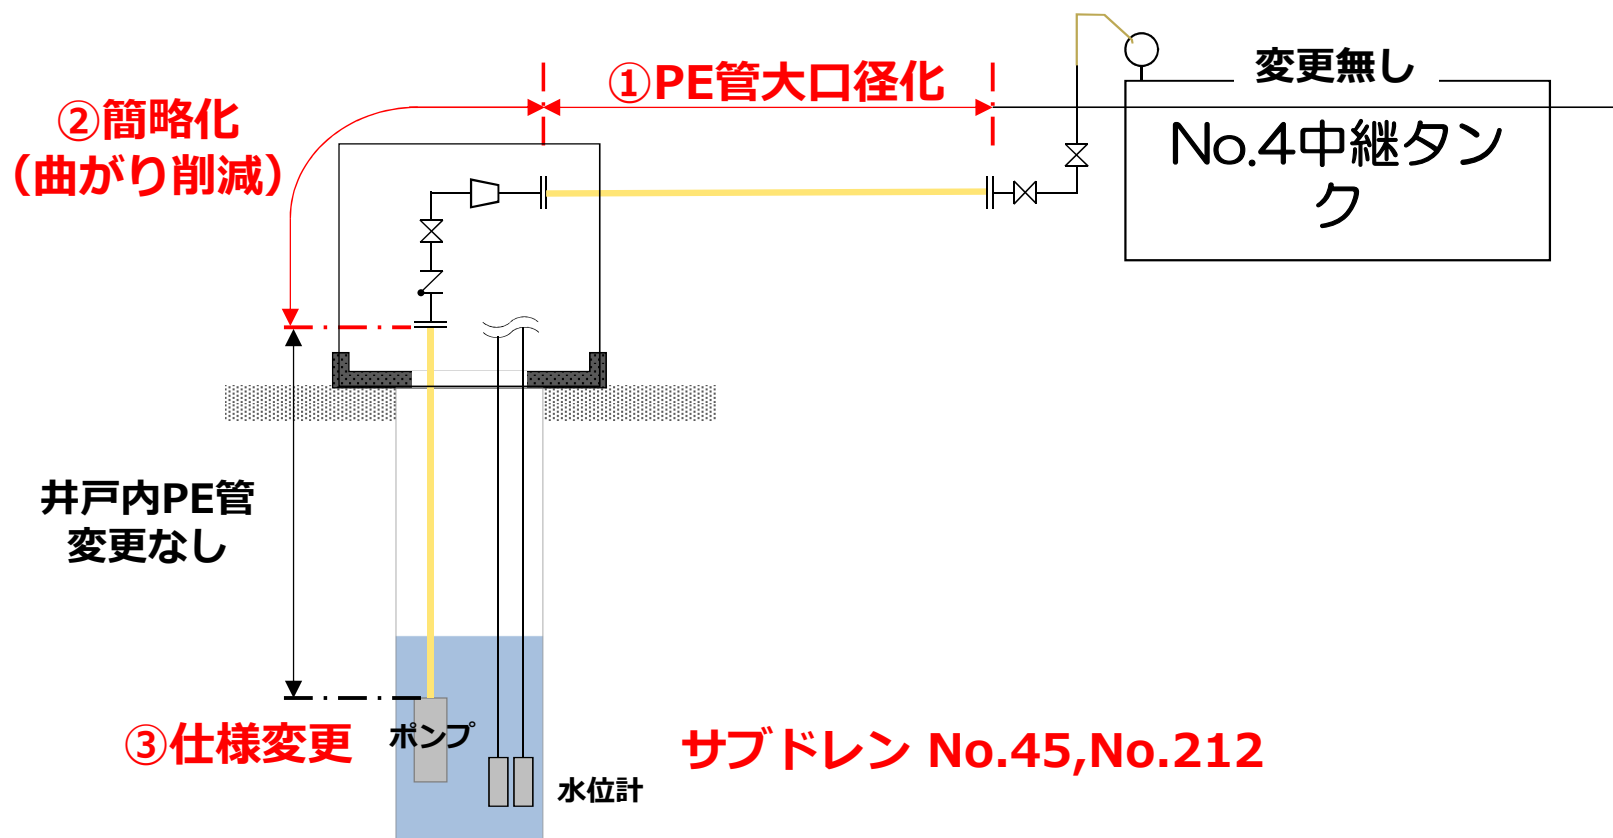 ①PE管大口径化
変更無し
②簡略化
（曲がり削減）
No.4中継タン
ク
井戸内PE管
変更なし
③仕様変更
ポンプ
サブドレン No.45,No.212
水位計